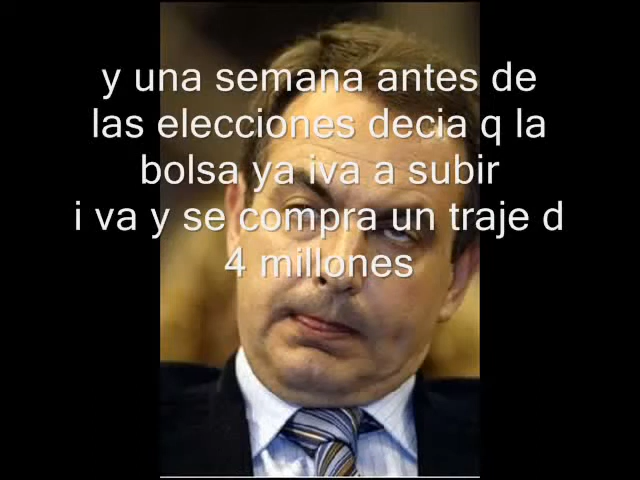 y una semana antes de
las elecciones decia q la
bolsa ya iva a subir
i va y se compra un traje d
4 millones